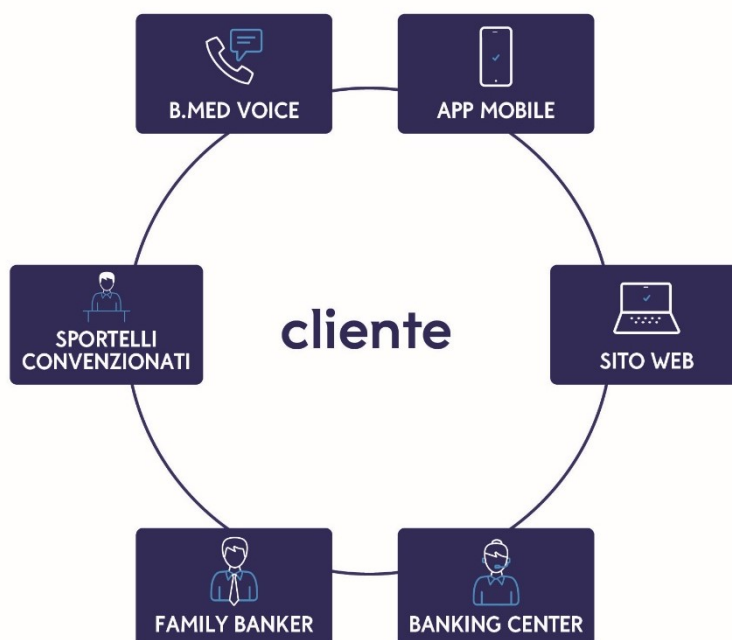 B.MED VOICE
APP MOBILE
SPORTELLI
CONVENZIONATI
cliente
SITO WEB
FAMILY BANKER
BANKING CENTER